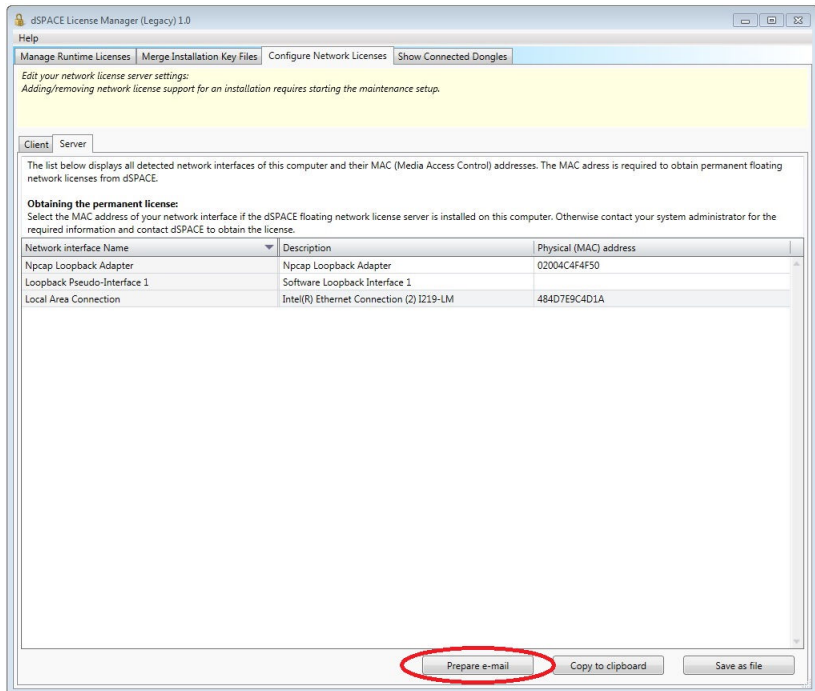 dSPACE License Manager (Legacy) 1.0
Help
Manage Runtime Licenses Merge Installation Key Files Configure Network Licenses Show Connected Dongles
Edit your network license server settings:
Adding/removing network license support for an installation requires starting the maintenance setup.
Client Server
The list below displays all detected network interfaces of this computer and their MAC (Media Access Control) addresses. The MAC adress is required to obtain permanent floating
network licenses from dSPACE.
Obtaining the permanent license:
Select the MAC address of your network interface if the dSPACE floating network license server is installed on this computer. Otherwise contact your system administrator for the
required information and contact dSPACE to obtain the license.
Network interface Name Description Physical (MAC) address
Npcap Loopback Adapter Npcap Loopback Adapter 02004C4F4F50
Loopback Pseudo-Interface 1 Software Loopback Interface 1
Local Area Connection Intel(R) Ethernet Connection (2) I219-LM 484D7E9C4D1A
Prepare e-mail Copy to clipboard Save as file